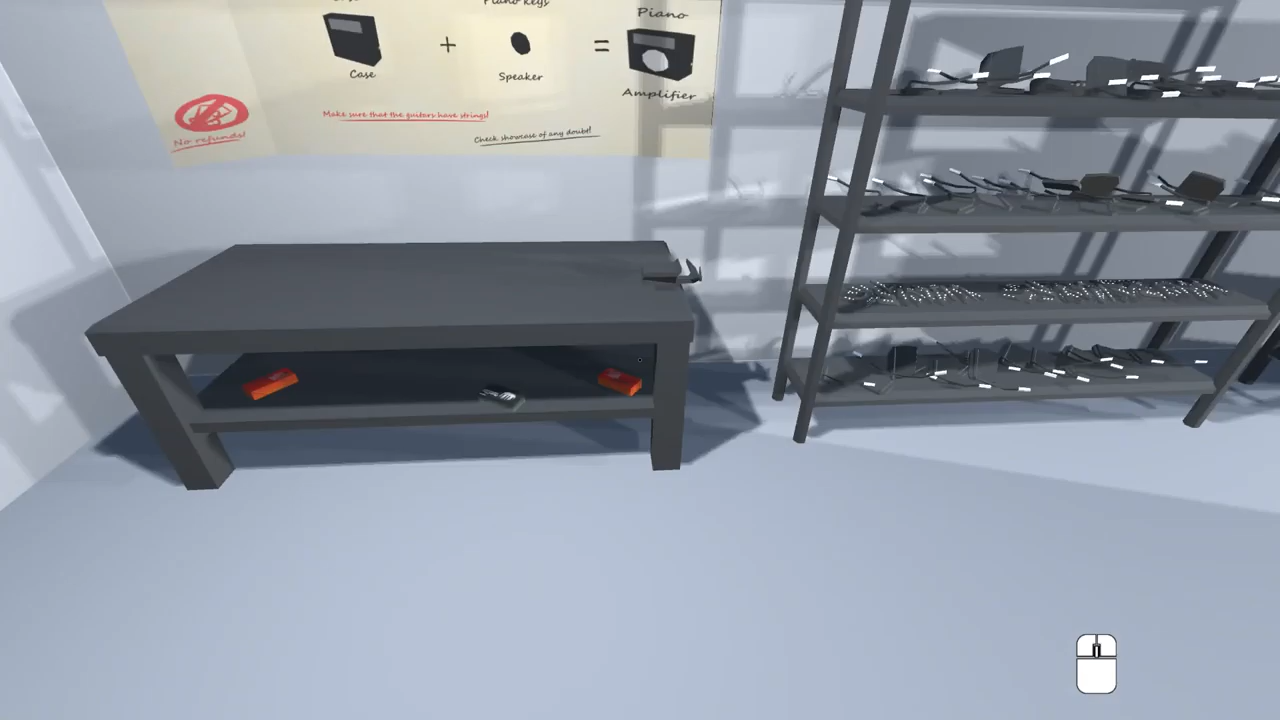 Piano keys
Piano
+
=
Case
Speaker
Amplifier
Make sure that the guitars have strings!
No refunds!
Check showcase of any doubt!